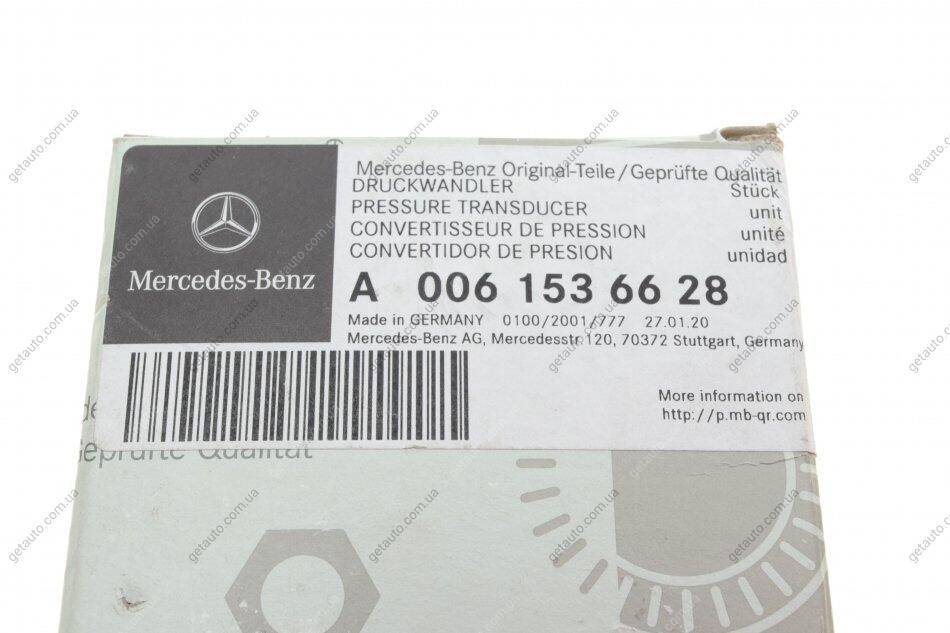 Mercedes-Benz Original-Teile/Geprüfte Qualität
DRUCKWANDLER Stück
PRESSURE TRANSDUCER unit
CONVERTISSEUR DE PRESSION unité
CONVERTIDOR DE PRESION unidad
Mercedes-Benz
A 006 153 66 28
Made in GERMANY 0100/2001/777 27.01.20
Mercedes-Benz AG, Mercedesstr 120, 70372 Stuttgart, Germany
More information on
http://p.mb-qr.com
Geprüfte Qualität
getauto.com.ua